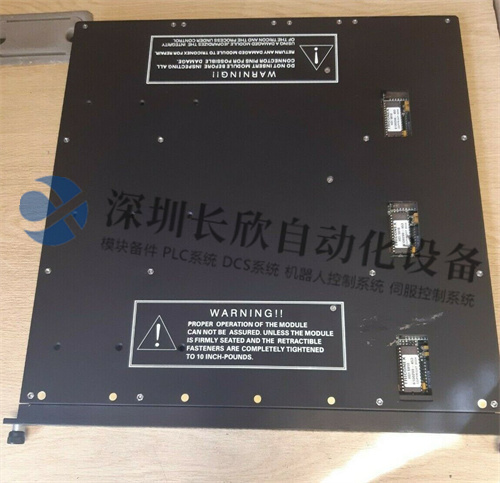 WARNING!!
DO NOT INSERT MODULE BEFORE INSPECTING ALL
CONNECTOR PINS FOR POSSIBLE DAMAGE.
RETURN ANY DAMAGED MODULE TO TRICONEX FOR REPAIR.
USING A DAMAGED MODULE JEOPARDIZES THE INTEGRITY
OF THE TRICON AND THE PROCESS UNDER CONTROL
深圳长欣自动化设备
模块备件 PLC系统 DCS系统 机器人控制系统 伺服控制系统
WARNING!!
PROPER OPERATION OF THE MODULE
CAN NOT BE ASSURED. UNLESS THE MODULE
IS FIRMLY SEATED AND THE RETRACTIBLE
FASTENERS ARE COMPLETELY TIGHTENED
TO 10 INCH-POUNDS.